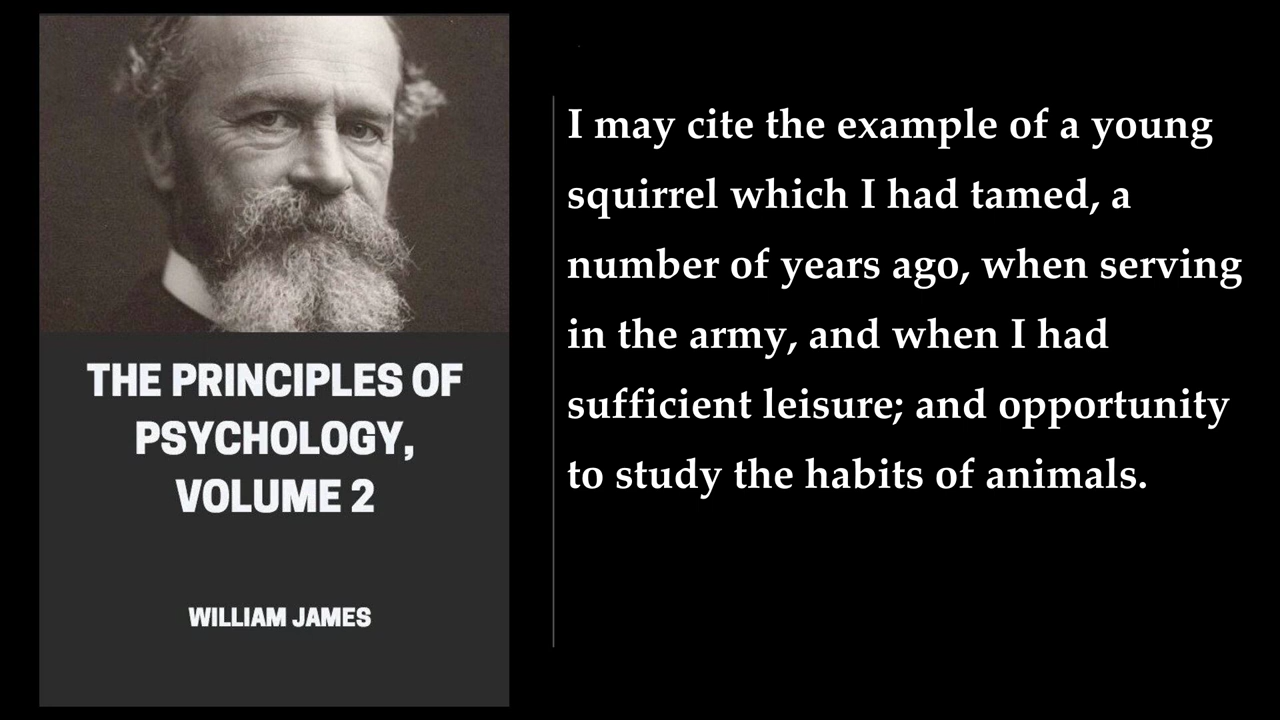 THE PRINCIPLES OF
PSYCHOLOGY,
VOLUME 2
WILLIAM JAMES
I may cite the example of a young
squirrel which I had tamed, a
number of years ago, when serving
in the army, and when I had
sufficient leisure; and opportunity
to study the habits of animals.